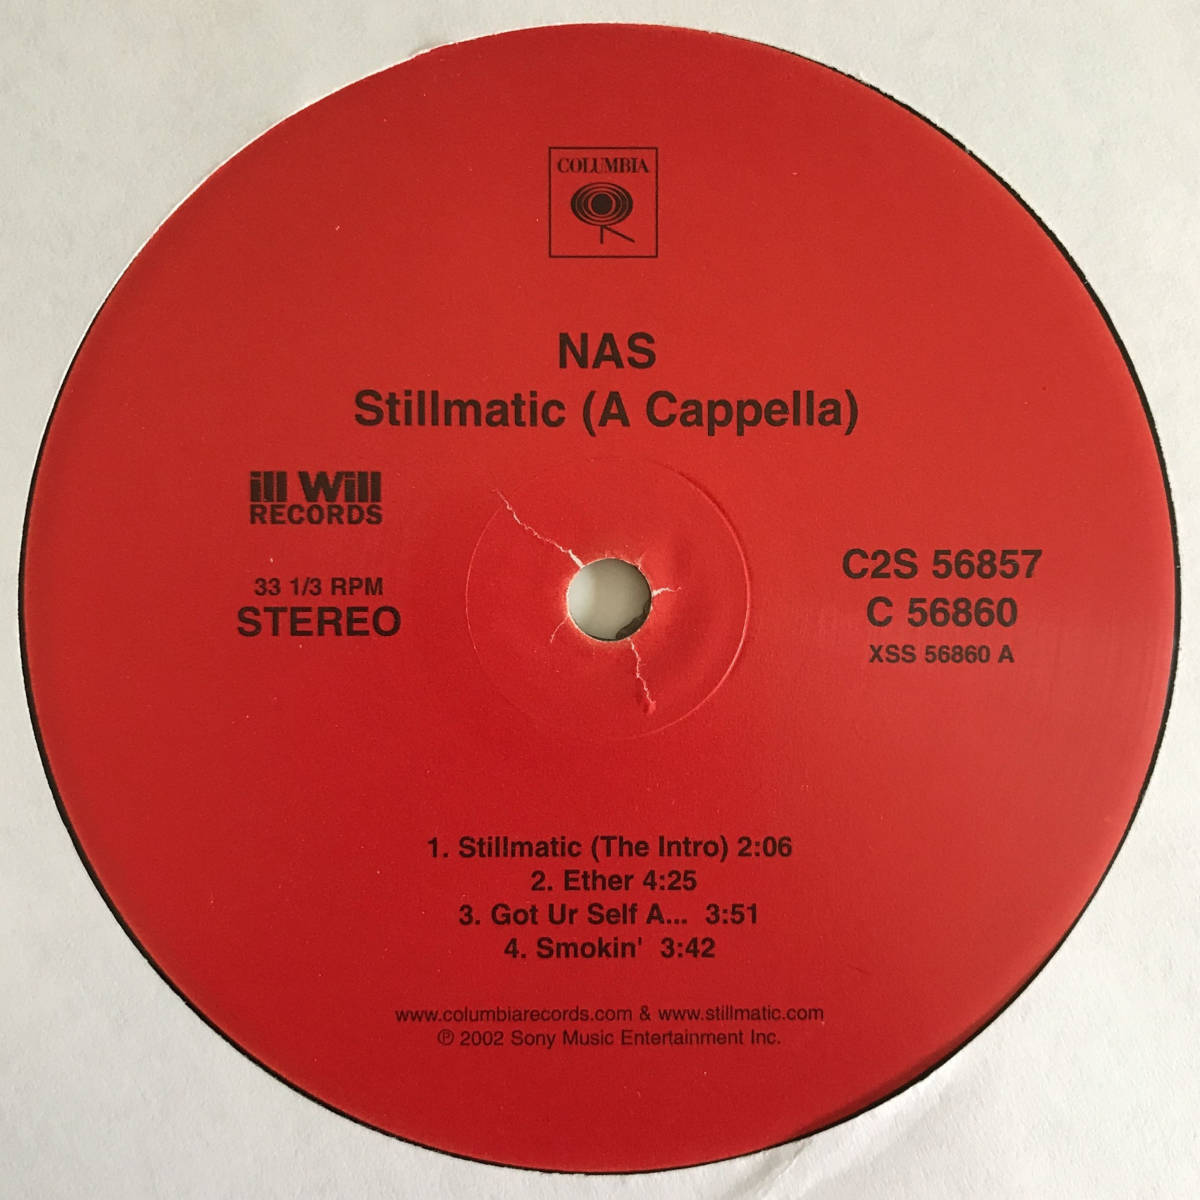 COLUMBIA
NAS
Stillmatic (A Cappella)
ill Will
RECORDS
33 1/3 RPM
STEREO
C2S 56857
C 56860
XSS 56860 A
1. Stillmatic (The Intro) 2:06
2. Ether 4:25
3. Got Ur Self A... 3:51
4. Smokin' 3:42
www.columbiarecords.com & www.stillmatic.com
℗ 2002 Sony Music Entertainment Inc.